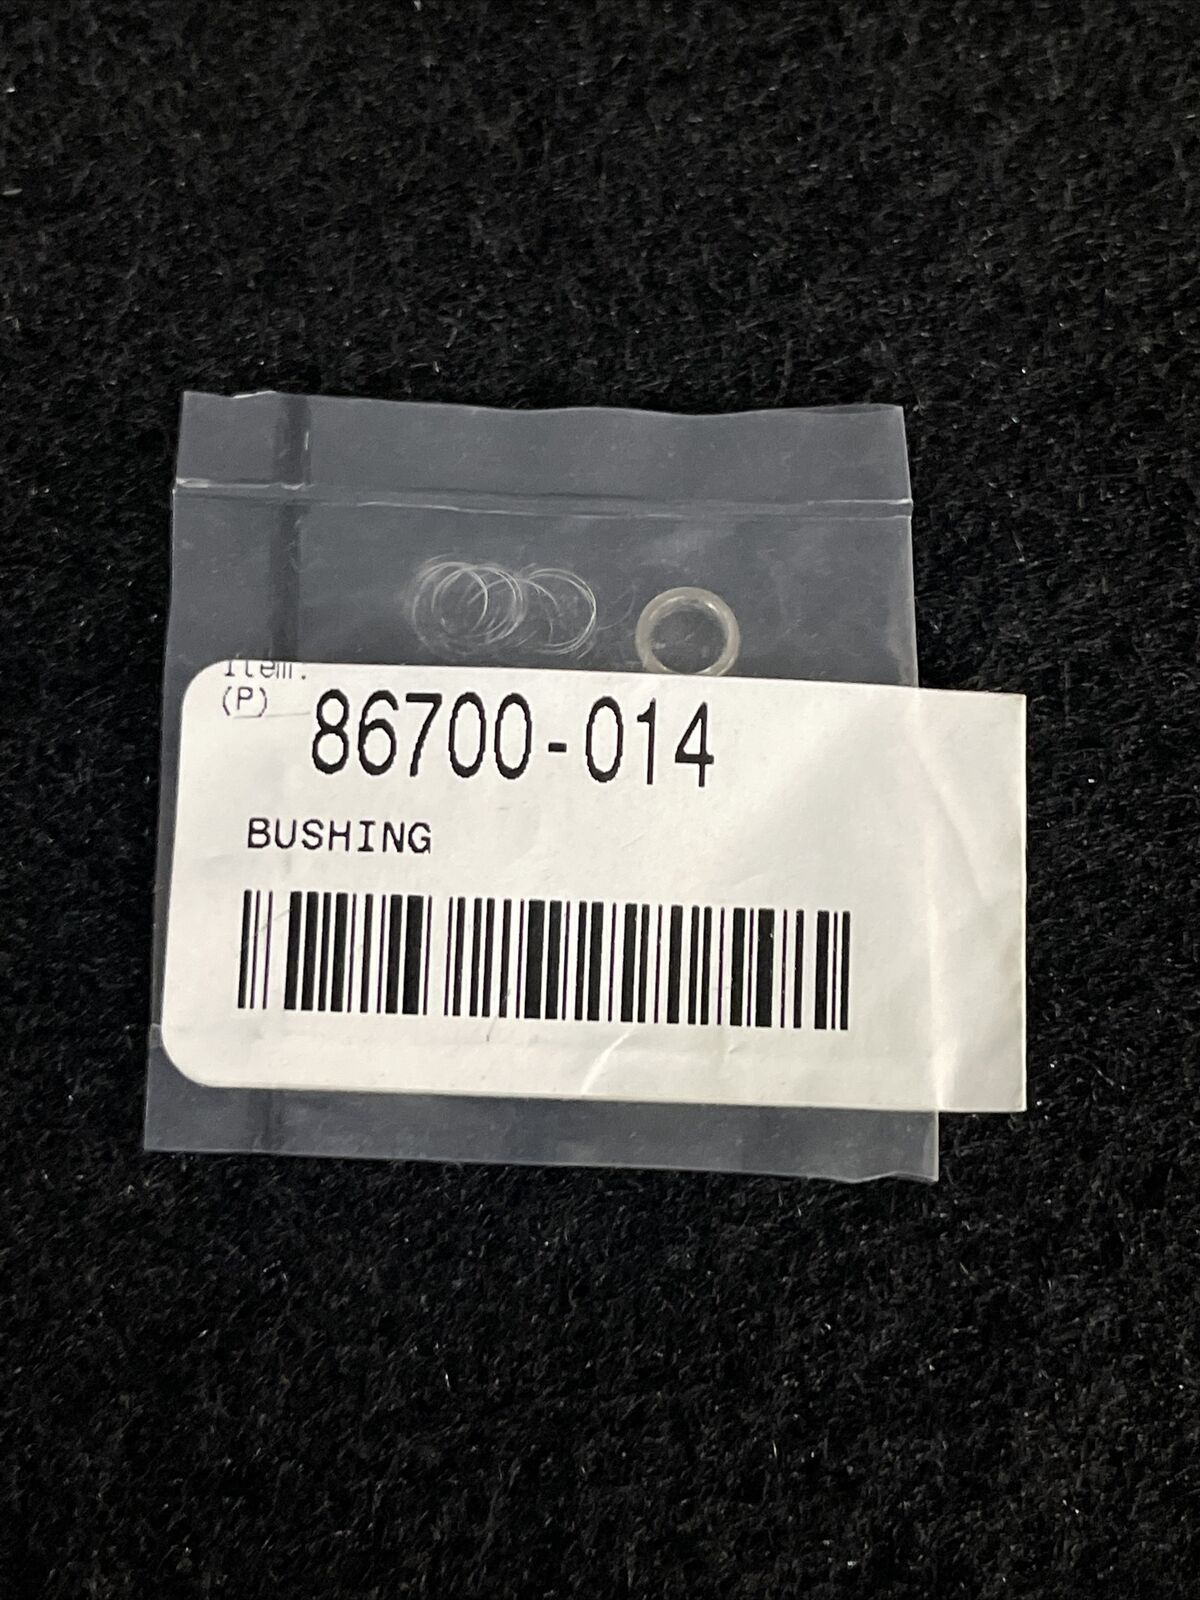 Item:
(P) 86700-014
BUSHING